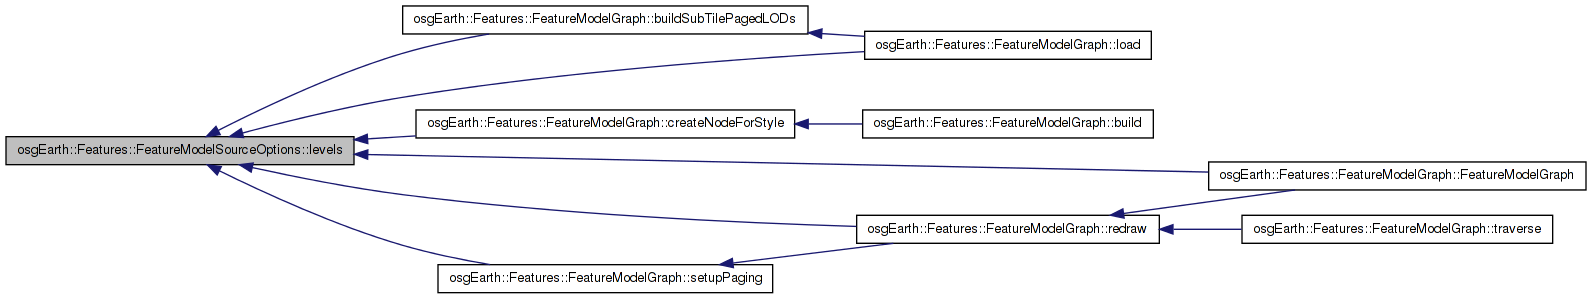 osgEarth::Features::FeatureModelGraph::buildSubTilePagedLODs
osgEarth::Features::FeatureModelGraph::load
osgEarth::Features::FeatureModelGraph::createNodeForStyle
osgEarth::Features::FeatureModelGraph::build
osgEarth::Features::FeatureModelSourceOptions::levels
osgEarth::Features::FeatureModelGraph::FeatureModelGraph
osgEarth::Features::FeatureModelGraph::redraw
osgEarth::Features::FeatureModelGraph::traverse
osgEarth::Features::FeatureModelGraph::setupPaging